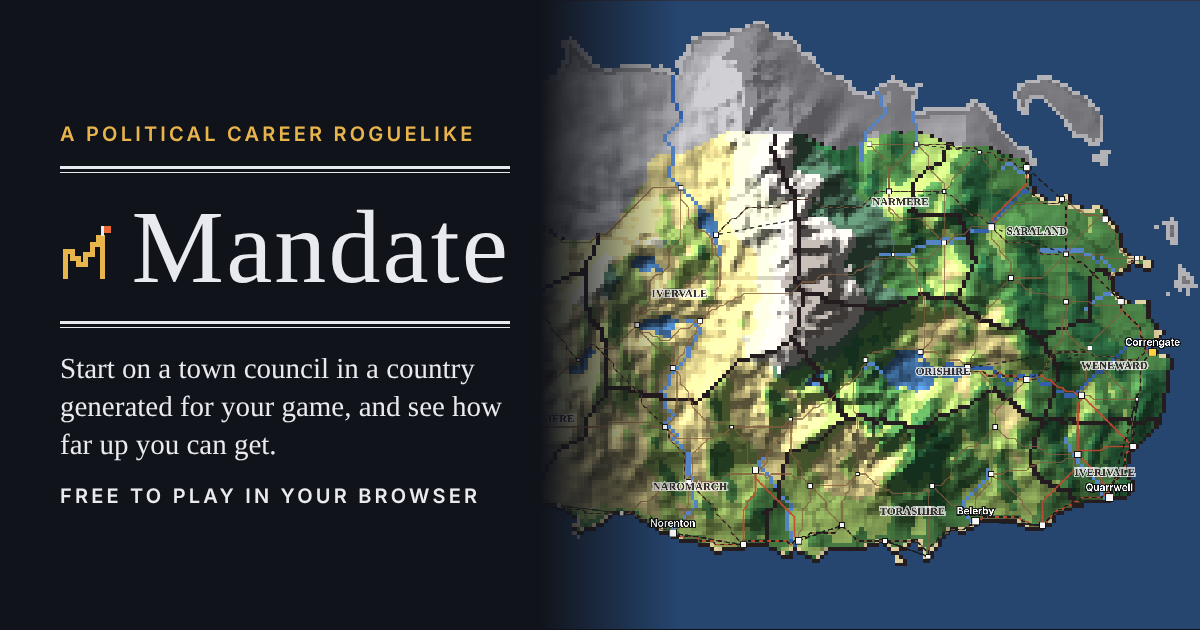 A POLITICAL CAREER ROGUELIKE
Mandate
Start on a town council in a country
generated for your game, and see how
far up you can get.
FREE TO PLAY IN YOUR BROWSER
NARMERE
SARALAND
IVERVALE
Correngate
WENEWARD
ORISHIRE
IVERIVALE
Quarrwell
NAROMARCH
TORASHIRE
Belerby
Norenton